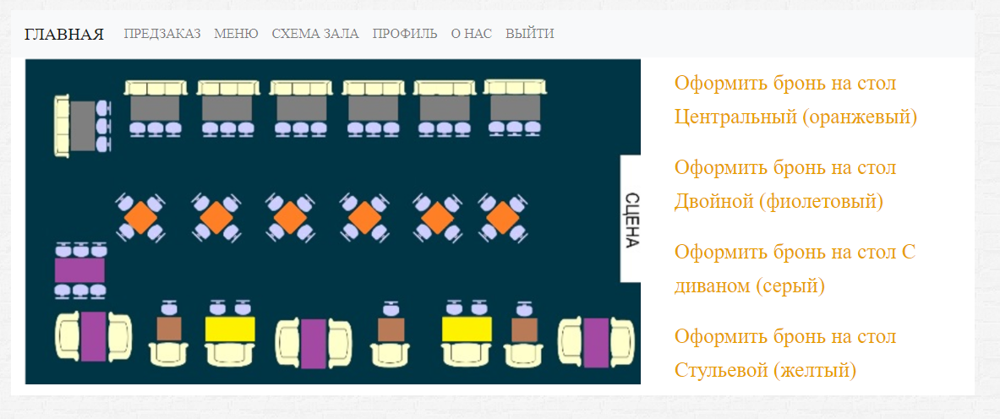 ГЛАВНАЯ ПРЕДЗАКАЗ МЕНЮ СХЕМА ЗАЛА ПРОФИЛЬ О НАС ВЫЙТИ
СЦЕНА
Оформить бронь на стол
Центральный (оранжевый)
Оформить бронь на стол
Двойной (фиолетовый)
Оформить бронь на стол С
диваном (серый)
Оформить бронь на стол
Стульевой (желтый)